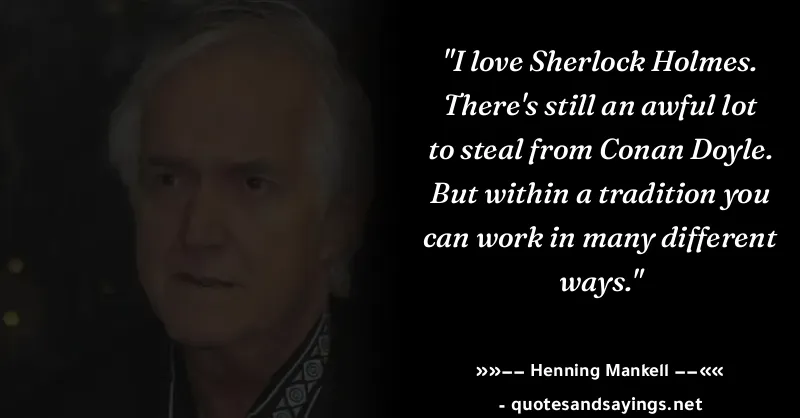 "I love Sherlock Holmes.
There's still an awful lot
to steal from Conan Doyle.
But within a tradition you
can work in many different
ways."
»»−− Henning Mankell −−««
- quotesandsayings.net